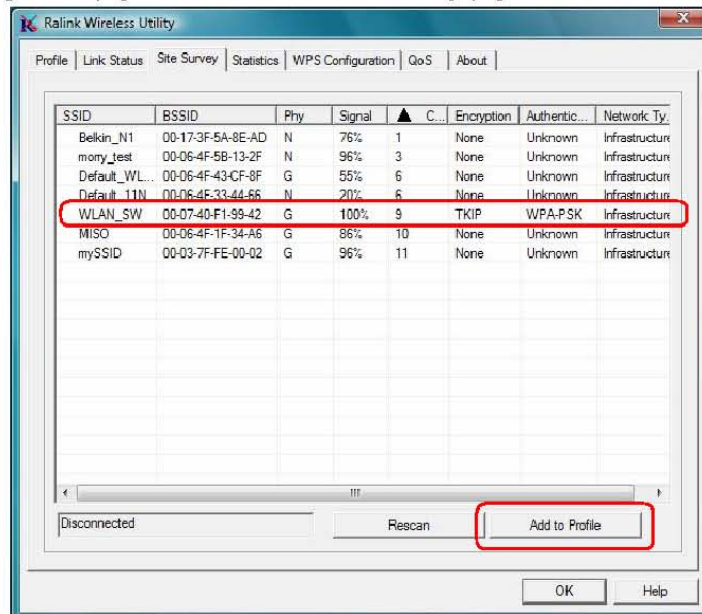 Ralink Wireless Utility
Profile Link Status Site Survey Statistics WPS Configuration QoS About
SSID BSSID Phy Signal C... Encryption Authentic... Network Ty
Belkin_N1 00-17-3F-5A-8E-AD N 76% 1 None Unknown Infrastructure
morry_test 00-06-4F-5B-13-2F N 96% 3 None Unknown Infrastructure
Default_WL... 00-06-4F-43-CF-8F G 55% 6 None Unknown Infrastructure
Default_11N 00-06-4F-33-44-66 N 20% 6 None Unknown Infrastructure
WLAN_SW 00-07-40-F1-99-42 G 100% 9 TKIP WPA-PSK Infrastructure
MISO 00-06-4F-1F-34-A6 G 86% 10 None Unknown Infrastructure
mySSID 00-03-7F-FE-00-02 G 96% 11 None Unknown Infrastructure
Disconnected Rescan Add to Profile
OK Help